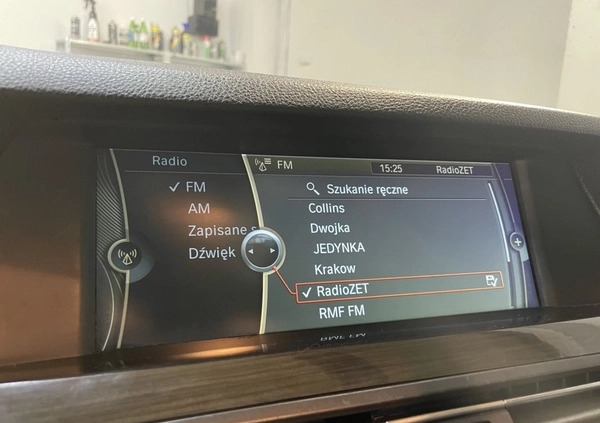 Radio
FM
15:25
RadioZET
FM
AM
Zapisane s
Dźwięk
Szukanie ręczne
Collins
Dwojka
JEDYNKA
Krakow
RadioZET
RMF FM